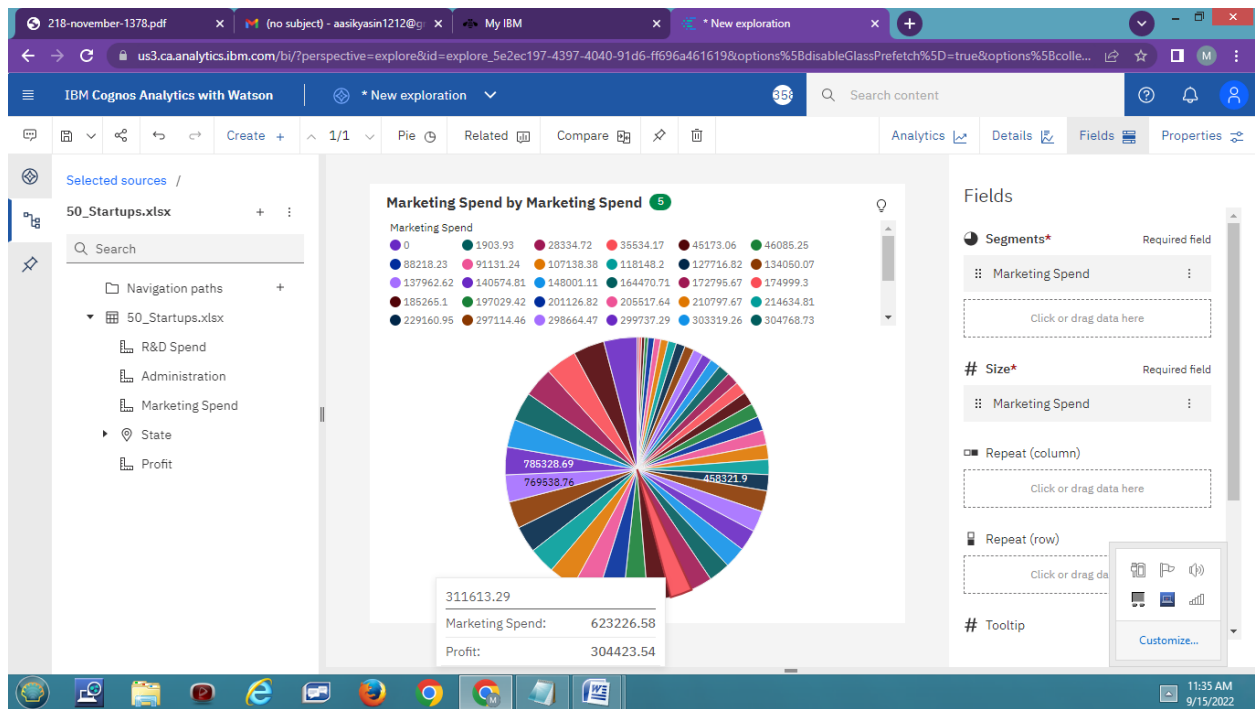 218-november-1378.pdf
(no subject) - aasikyasin1212@g
My IBM
* New exploration
us3.ca.analytics.ibm.com/bi/?perspective=explore&id=explore_5e2ec197-4397-4040-91d6-ff696a461619&options%5BdisableGlassPrefetch%5D=true&options%5Bcolle...
M
IBM Cognos Analytics with Watson
* New exploration
358
Search content
Create +
1/1
Pie
Related
Compare
Analytics
Details
Fields
Properties
Selected sources /
50_Startups.xlsx
Search
Navigation paths
50_Startups.xlsx
R&D Spend
Administration
Marketing Spend
State
Profit
Marketing Spend by Marketing Spend 5
Marketing Spend
0 1903.93 28334.72 35534.17 45173.06 46085.25
88218.23 91131.24 107138.38 118148.2 127716.82 134050.07
137962.62 140574.81 148001.11 164470.71 172795.67 174999.3
185265.1 197029.42 201126.82 205517.64 210797.67 214634.81
229160.95 297114.46 298664.47 299737.29 303319.26 304768.73
785328.69
769538.76
458321.9
311613.29
Marketing Spend: 623226.58
Profit: 304423.54
Fields
Segments* Required field
Marketing Spend
Click or drag data here
# Size* Required field
Marketing Spend
Repeat (column)
Click or drag data here
Repeat (row)
Click or drag da
# Tooltip
Customize...
11:35 AM
9/15/2022